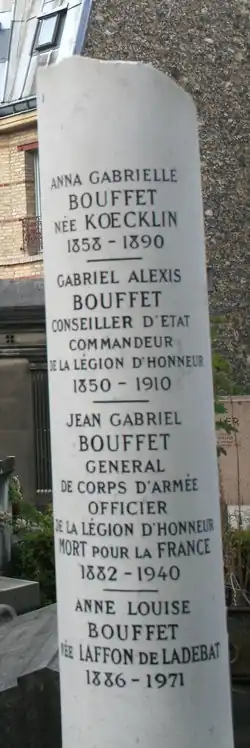 ANNA GABRIELLE
BOUFFET
NÉE KOECKLIN
1858 - 1890
GABRIEL ALEXIS
BOUFFET
CONSEILLER D'ETAT
COMMANDEUR
DE LA LÉGION D'HONNEUR
1850 - 1910
JEAN GABRIEL
BOUFFET
GENERAL
DE CORPS D'ARMÉE
OFFICIER
DE LA LÉGION D'HONNEUR
MORT POUR LA FRANCE
1882 - 1940
ANNE LOUISE
BOUFFET
NÉE LAFFON DE LADEBAT
1886 - 1971